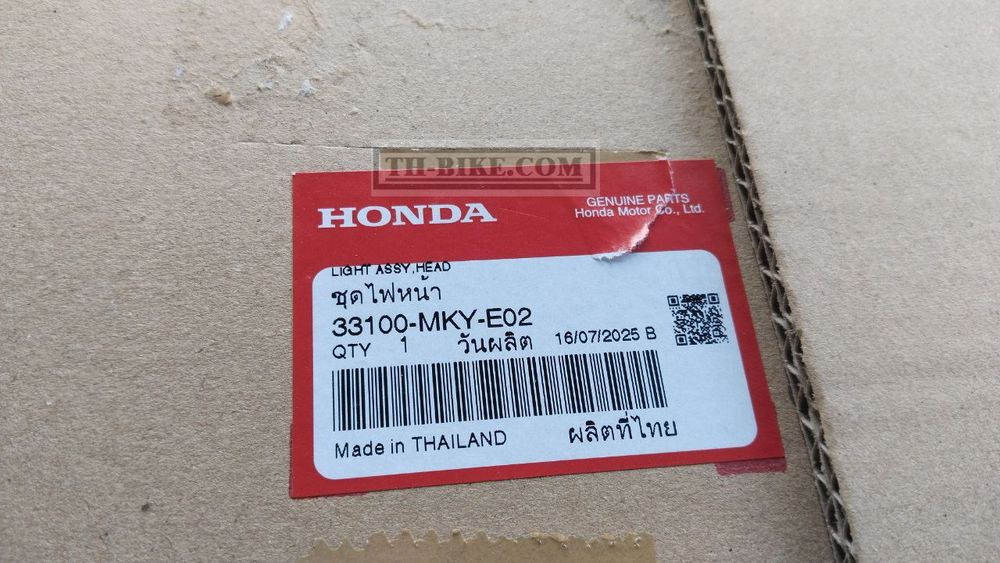 TH-BIKE.COM
HONDA
GENUINE PARTS
Honda Motor Co., Ltd.
LIGHT ASSY,HEAD
ชุดไฟหน้า
33100-MKY-E02
QTY 1 วันผลิต 16/07/2025 B
Made in THAILAND ผลิตที่ไทย